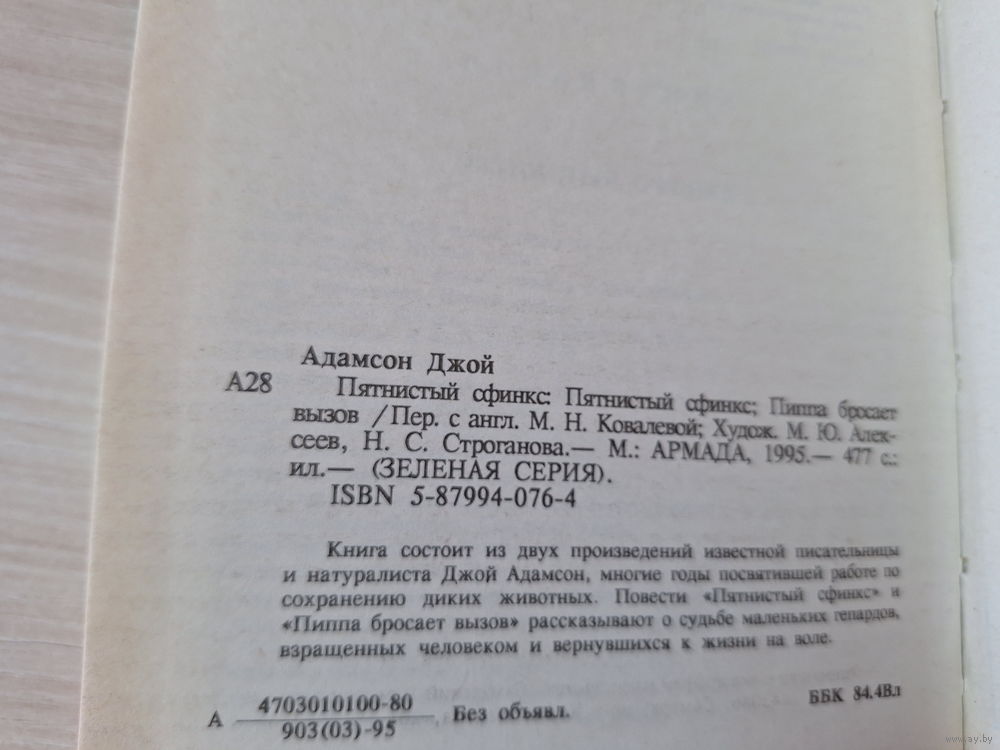 Адамсон Джой
А28 Пятнистый сфинкс: Пятнистый сфинкс; Пиппа бросает
вызов /Пер. с англ. М. Н. Ковалевой; Худож. М. Ю. Алек-
сеев, Н. С. Строганова.— М.: АРМАДА, 1995.— 477 с.:
ил.— (ЗЕЛЕНАЯ СЕРИЯ).
ISBN 5-87994-076-4
Книга состоит из двух произведений известной писательницы
и натуралиста Джой Адамсон, многие годы посвятившей работе по
сохранению диких животных. Повести «Пятнистый сфинкс» и
«Пиппа бросает вызов» рассказывают о судьбе маленьких гепардов,
взращенных человеком и вернувшихся к жизни на воле.
А 4703010100-80 Без объявл. ББК 84.4Вл
903(03)-95
www.ay.by